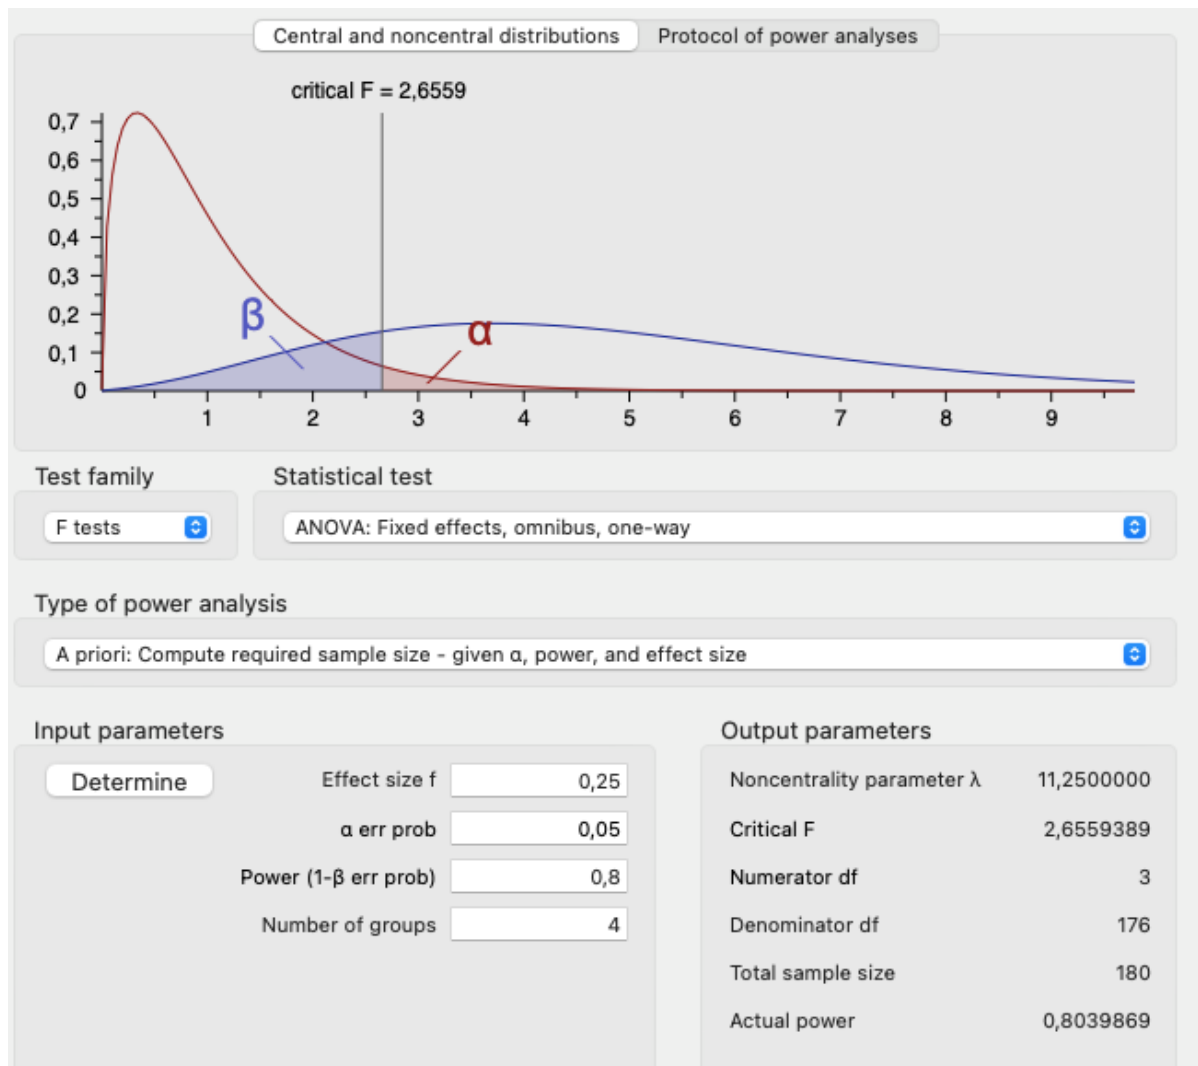 Central and noncentral distributions Protocol of power analyses
critical F = 2,6559
0,7
0,6
0,5
0,4
0,3
0,2
0,1
0
β
α
1 2 3 4 5 6 7 8 9
Test family Statistical test
F tests ANOVA: Fixed effects, omnibus, one-way
Type of power analysis
A priori: Compute required sample size - given α, power, and effect size
Input parameters
Determine
Effect size f 0,25
α err prob 0,05
Power (1-β err prob) 0,8
Number of groups 4
Output parameters
Noncentrality parameter λ 11,2500000
Critical F 2,6559389
Numerator df 3
Denominator df 176
Total sample size 180
Actual power 0,8039869